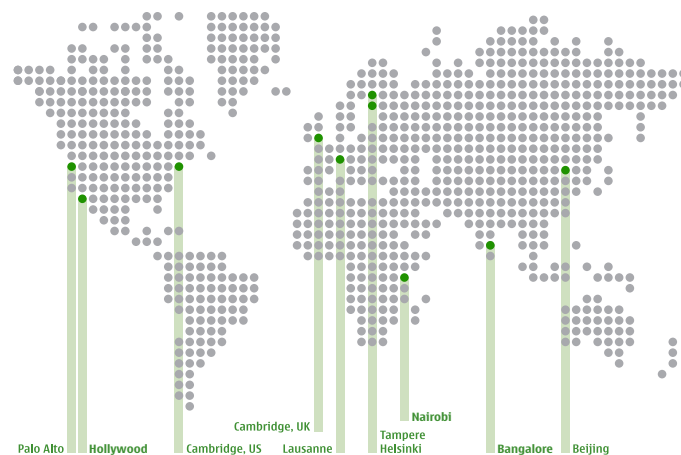 Nairobi
Cambridge, UK
Tampere
Palo Alto
Hollywood
Cambridge, US
Lausanne
Helsinki
Bangalore
Beijing